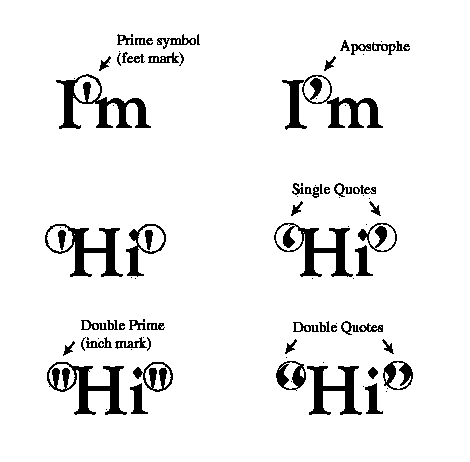 Prime symbol
(feet mark)
Apostrophe
I'm
I’m
Single Quotes
'Hi'
‘Hi’
Double Prime
(inch mark)
Double Quotes
"Hi"
“Hi”